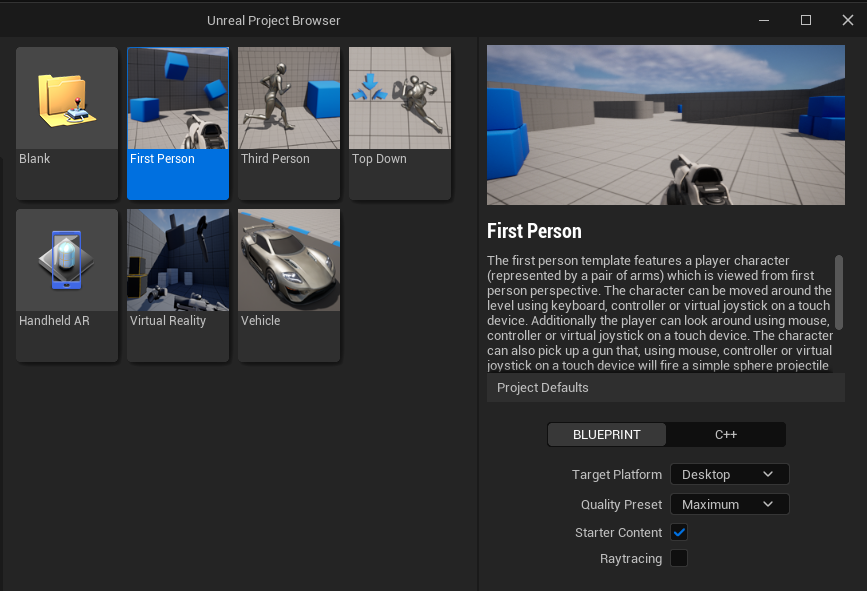 Unreal Project Browser
Blank
First Person
Third Person
Top Down
Handheld AR
Virtual Reality
Vehicle
First Person
The first person template features a player character
(represented by a pair of arms) which is viewed from first
person perspective. The character can be moved around the
level using keyboard, controller or virtual joystick on a touch
device. Additionally the player can look around using mouse,
controller or virtual joystick on a touch device. The character
can also pick up a gun that, using mouse, controller or virtual
joystick on a touch device will fire a simple sphere projectile
Project Defaults
BLUEPRINT C++
Target Platform Desktop
Quality Preset Maximum
Starter Content
Raytracing